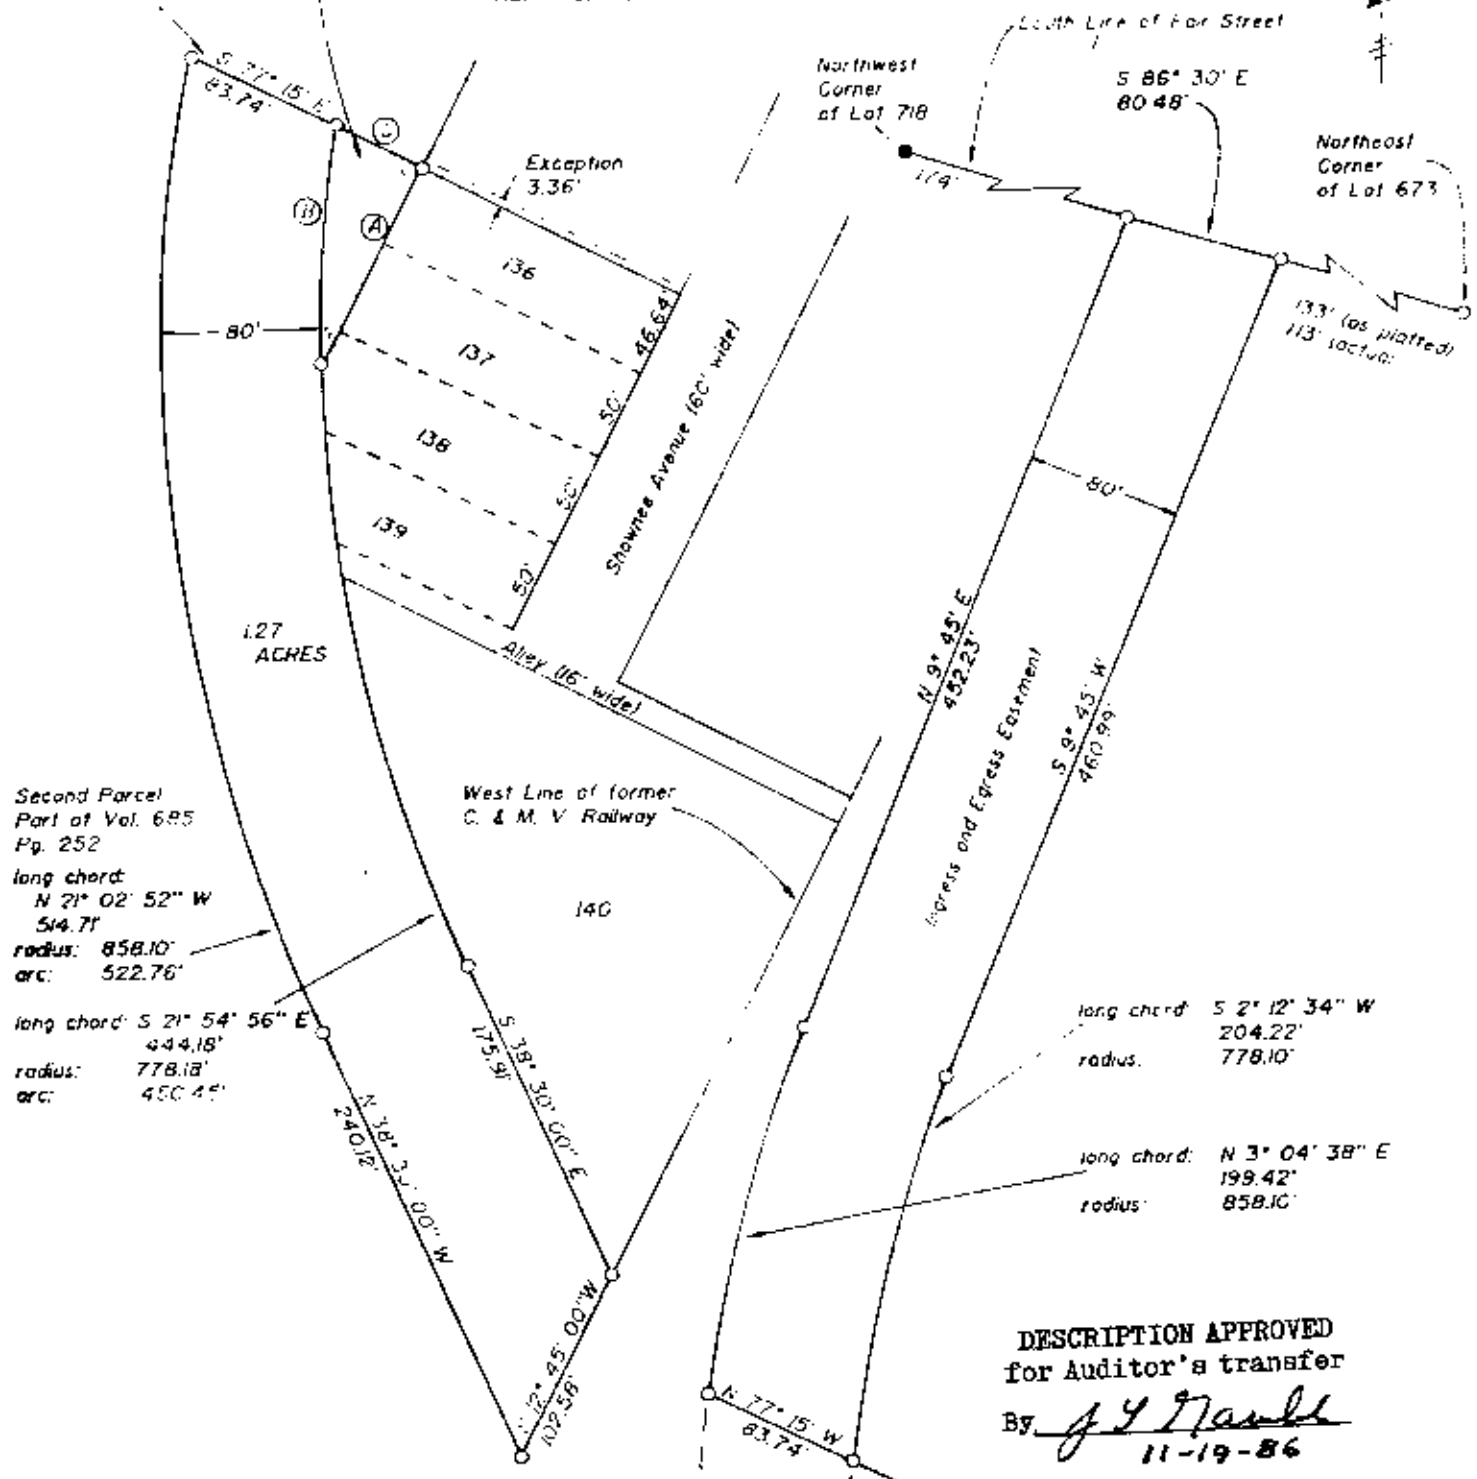 South Line of Fair Street
S 77° 15' E
83.74'
C
B
A
Exception
3.36'
Northwest
Corner
of Lot 718
174'
S 86° 30' E
80.48'
Northeast
Corner
of Lot 673
133' (as platted)
113' (actual)
136
137
138
139
46.64'
50'
50'
50'
80'
Shawnee Avenue (60' wide)
80'
Alley (16' wide)
1.27
ACRES
N 9° 45' E
452.23'
Ingress and Egress Easement
S 9° 45' W
460.99'
Second Parcel
Part of Vol. 685
Pg. 252
long chord:
N 21° 02' 52" W
514.71'
radius: 858.10'
arc: 522.76'
West Line of former
C. & M. V. Railway
140
long chord: S 21° 54' 56" E
444.18'
radius: 778.18'
arc: 450.45'
S 38° 30' 00" E
175.91'
N 38° 30' 00" W
240.12'
12° 45' 00" W
102.58'
long chord: S 2° 12' 34" W
204.22'
radius: 778.10'
long chord: N 3° 04' 38" E
199.42'
radius: 858.10'
N 77° 15' W
83.74'
DESCRIPTION APPROVED
for Auditor's transfer
By
11-19-86